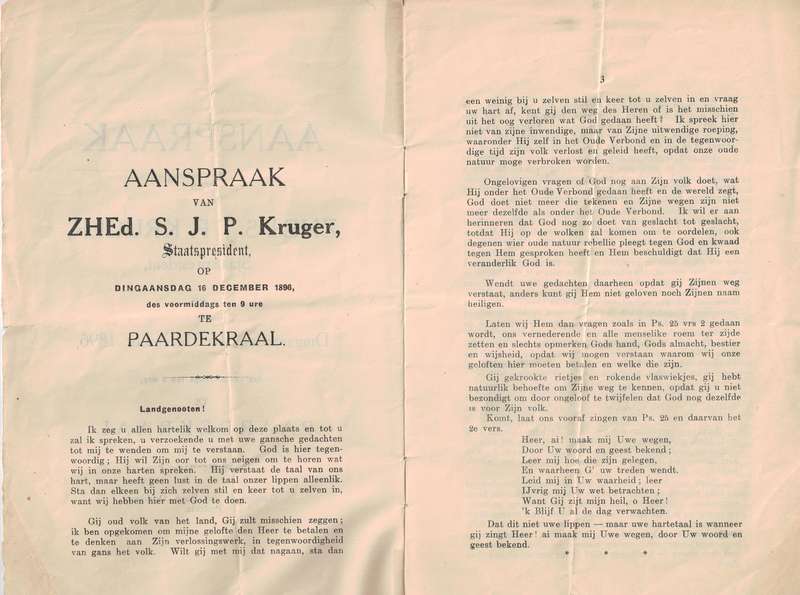 AANSPRAAK
VAN
ZHEd. S. J. P. Kruger,
Staatspresident,
OP
DINGAANSDAG 16 DECEMBER 1896,
des voormiddags ten 9 ure
TE
PAARDEKRAAL.
Landgenooten!
Ik zeg u allen hartelik welkom op deze plaats en tot u
zal ik spreken, u verzoekende u met uwe gansche gedachten
tot mij te wenden om mij te verstaan. God is hier tegen-
woordig; Hij wil Zijn oor tot ons neigen om te horen wat
wij in onze harten spreken. Hij verstaat de taal van ons
hart, maar heeft geen lust in de taal onzer lippen alleenlik.
Sta dan elkeen bij zich zelven stil en keer tot u zelven in,
want wij hebben hier met God te doen.
Gij oud volk van het land, Gij zult misschien zeggen;
ik ben opgekomen om mijne gelofte den Heer te betalen en
te denken aan Zijn verlossingswerk, in tegenwoordigheid
van gans het volk. Wilt gij met mij dat nagaan, sta dan
3
een weinig bij u zelven stil en keer tot u zelven in en vraag
uw hart af, kent gij den weg des Heren of is het misschien
uit het oog verloren wat God gedaan heeft? Ik spreek hier
niet van zijne inwendige, maar van Zijne uitwendige roeping,
waaronder Hij zelf in het Oude Verbond en in de tegenwoor-
dige tijd zijn volk verlost en geleid heeft, opdat onze oude
natuur moge verbroken worden.
Ongelovigen vragen of God nog aan Zijn volk doet, wat
Hij onder het Oude Verbond gedaan heeft en de wereld zegt,
God doet niet meer die tekenen en Zijne wegen zijn niet
meer dezelfde als onder het Oude Verbond. Ik wil er aan
herinneren dat God nog zo doet van geslacht tot geslacht,
totdat Hij op de wolken zal komen om te oordelen, ook
degenen wier oude natuur rebellie pleegt tegen God en kwaad
tegen Hem gesproken heeft en Hem beschuldigt dat Hij een
veranderlik God is.
Wendt uwe gedachten daarheen opdat gij Zijnen weg
verstaat, anders kunt gij Hem niet geloven noch Zijnen naam
heiligen.
Laten wij Hem dan vragen zoals in Ps. 25 vrs 2 gedaan
wordt, ons vernederende en alle menselike roem ter zijde
zetten en slechts opmerken Gods hand, Gods almacht, bestier
en wijsheid, opdat wij mogen verstaan waarom wij onze
geloften hier moeten betalen en welke die zijn.
Gij gekrookte rietjes en rokende vlaswiekjes, gij hebt
natuurlik behoefte om Zijne weg te kennen, opdat gij u niet
bezondigt om door ongeloof te twijfelen dat God nog dezelfde
is voor Zijn volk.
Komt, laat ons vooraf zingen van Ps. 25 en daarvan het
2e vers.
Heer, ai! maak mij Uwe wegen,
Door Uw woord en geest bekend;
Leer mij hoe die zijn gelegen,
En waarheen G' uw treden wendt.
Leid mij in Uw waarheid; leer
IJvrig mij Uw wet betrachten;
Want Gij zijt mijn heil, o Heer!
'k Blijf U al de dag verwachten.
Dat dit niet uwe lippen — maar uwe hartetaal is wanneer
gij zingt Heer! ai maak mij Uwe wegen, door Uw woord en
geest bekend.
* * *